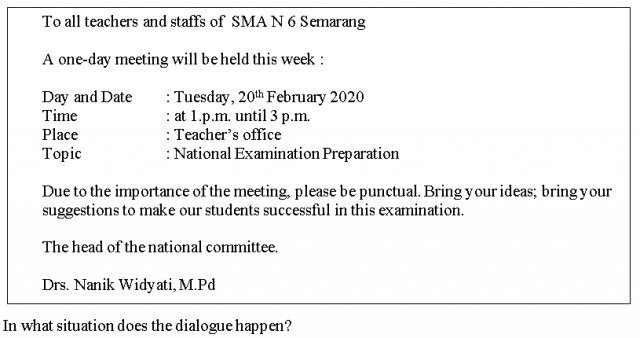 To all teachers and staffs of SMA N 6 Semarang
A one-day meeting will be held this week :
Day and Date : Tuesday, 20th February 2020
Time : at 1.p.m. until 3 p.m.
Place : Teacher's office
Topic : National Examination Preparation
Due to the importance of the meeting, please be punctual. Bring your ideas; bring your
suggestions to make our students successful in this examination.
The head of the national committee.
Drs. Nanik Widyati, M.Pd
In what situation does the dialogue happen?